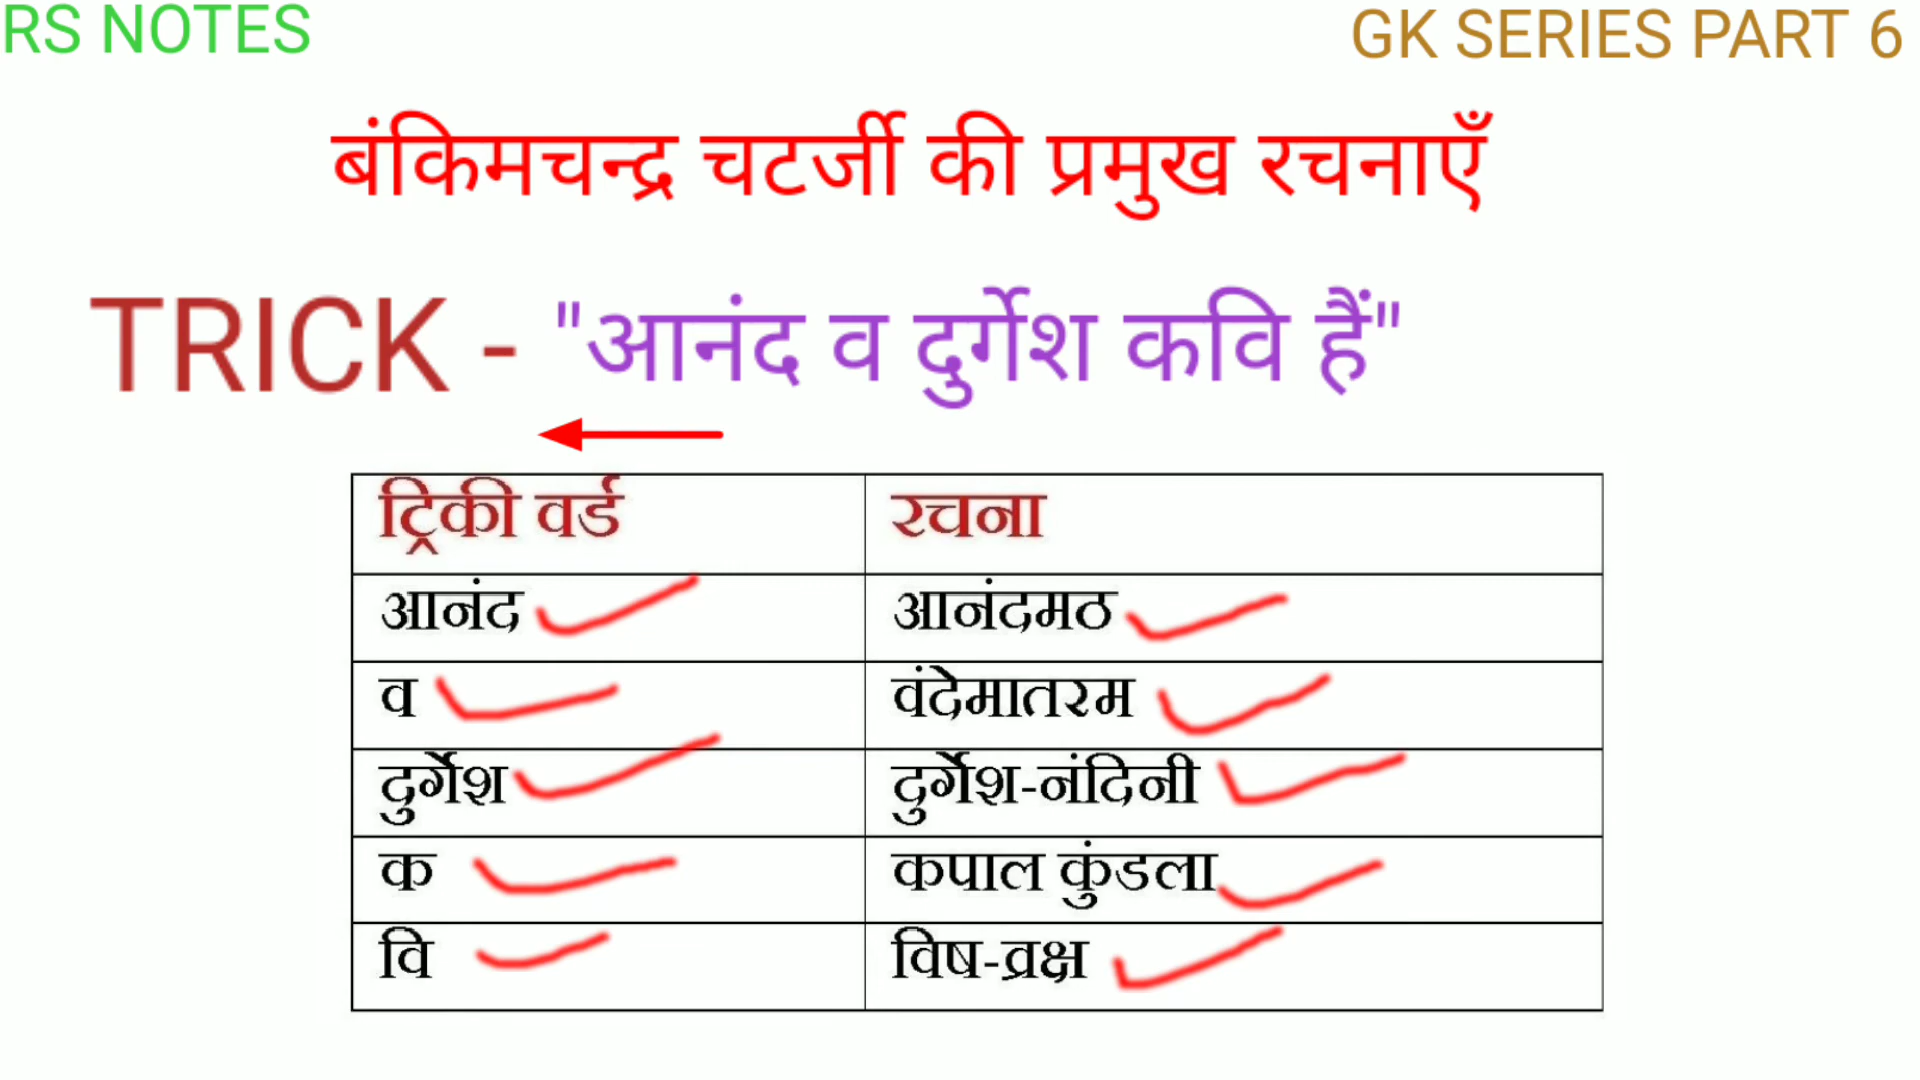 RS NOTES
GK SERIES PART 6
बंकिमचन्द्र चटर्जी की प्रमुख रचनाएँ
TRICK - "आनंद व दुर्गेश कवि हैं"
ट्रिकी वर्ड रचना
आनंद आनंदमठ
व वंदेमातरम
दुर्गेश दुर्गेश-नंदिनी
क कपाल कुंडला
वि विष-व्रक्ष